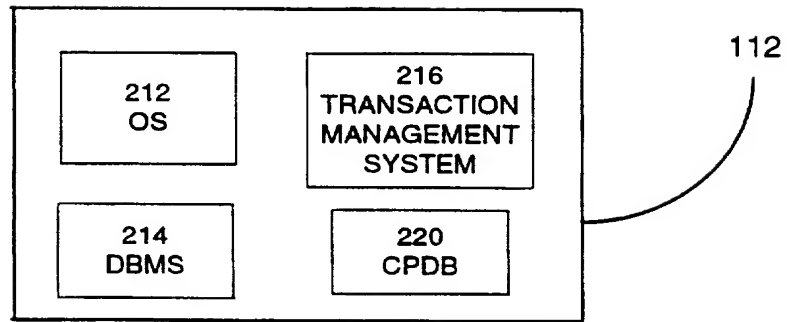 212
OS
216
TRANSACTION
MANAGEMENT
SYSTEM
112
214
DBMS
220
CPDB